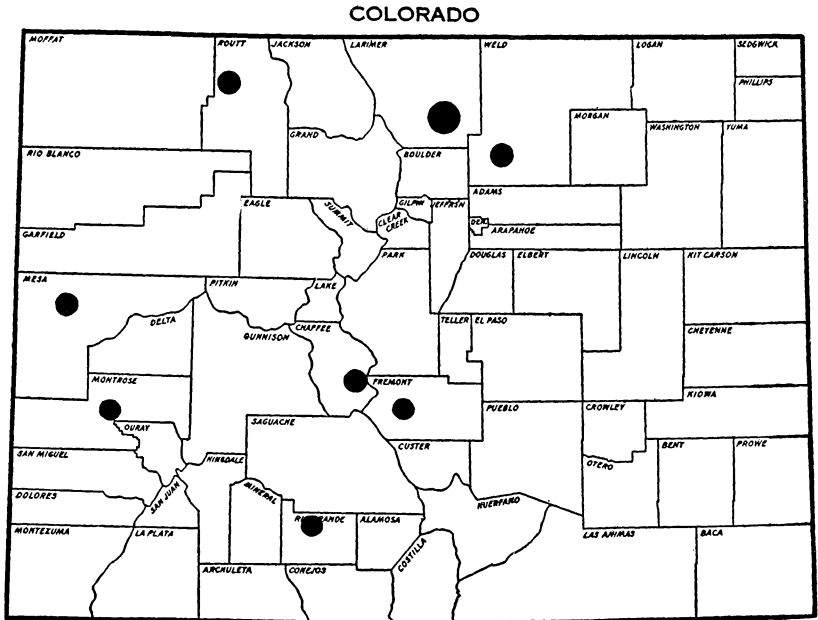 COLORADO
MOFFAT ROUTT JACKSON LARIMER WELD LOGAN SEDGWICK
PHILLIPS
MORGAN
WASHINGTON YUMA
GRAND
RIO BLANCO BOULDER
ADAMS
EAGLE SUMMIT GILPIN JEFFRSN
CLEAR CREEK
DEN.
ARAPAHOE
GARFIELD
PARK DOUGLAS ELBERT LINCOLN KIT CARSON
MESA PITKIN LAKE
DELTA CHAFFEE TELLER EL PASO
GUNNISON CHEYENNE
MONTROSE FREMONT
KIOWA
PUEBLO CROWLEY
SAGUACHE
OURAY
CUSTER BENT PROWE
SAN MIGUEL HINSDALE
OTERO
DOLORES SAN JUAN MINERAL HUERFANO
RIO GRANDE ALAMOSA
MONTEZUMA LA PLATA LAS ANIMAS BACA
COSTILLA
ARCHULETA CONEJOS